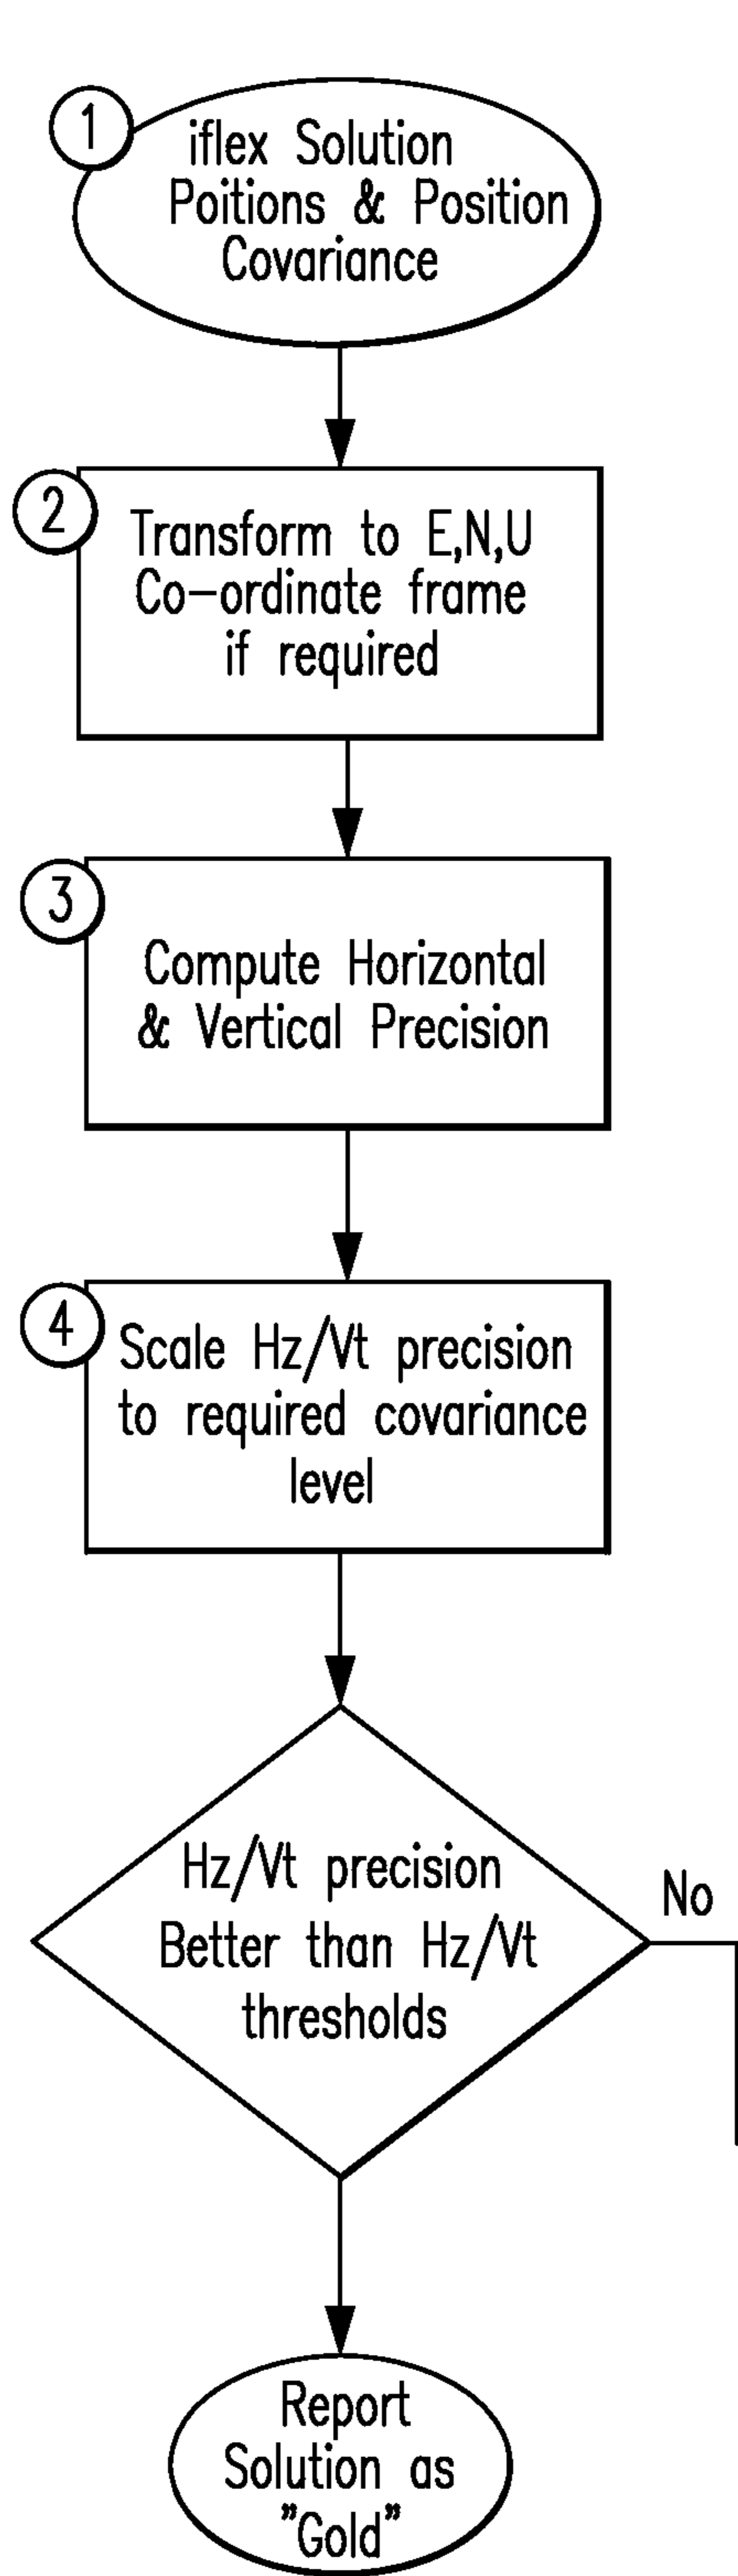 1
iflex Solution
Poitions & Position
Covariance
2
Transform to E,N,U
Co-ordinate frame
if required
3
Compute Horizontal
& Vertical Precision
4
Scale Hz/Vt precision
to required covariance
level
Hz/Vt precision
Better than Hz/Vt
thresholds
No
Report
Solution as
"Gold"